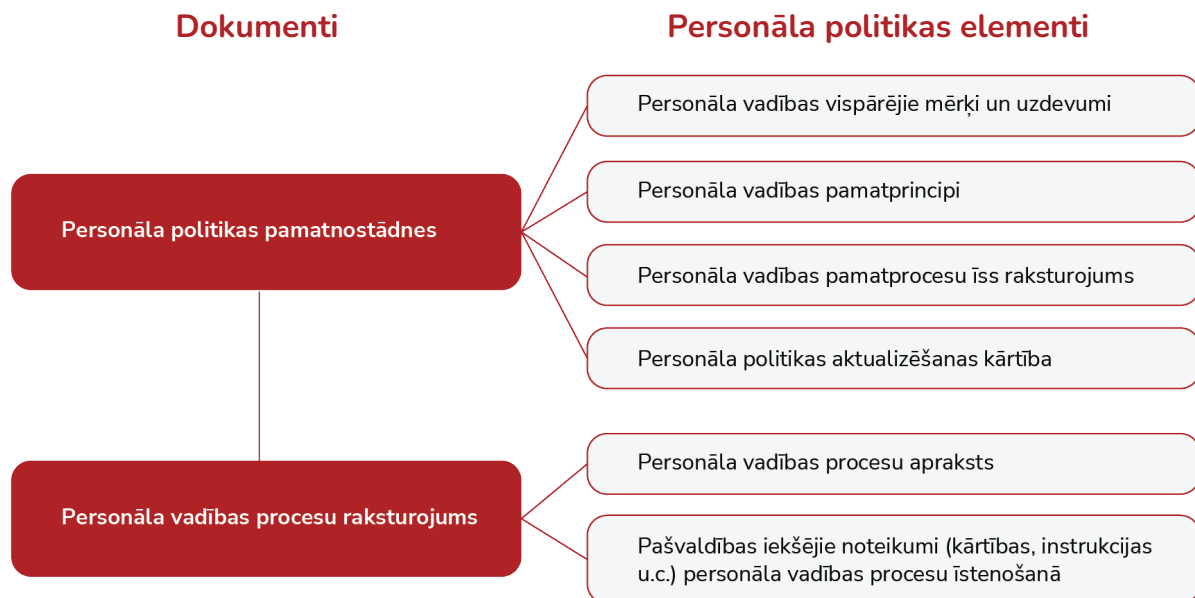 Dokumenti
Personāla politikas elementi
Personāla politikas pamatnostādnes
Personāla vadības vispārējie mērķi un uzdevumi
Personāla vadības pamatprincipi
Personāla vadības pamatprocesu īss raksturojums
Personāla politikas aktualizēšanas kārtība
Personāla vadības procesu raksturojums
Personāla vadības procesu apraksts
Pašvaldības iekšējie noteikumi (kārtības, instrukcijas
u.c.) personāla vadības procesu īstenošanā